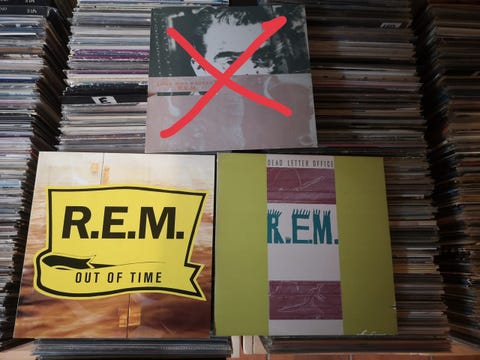 R.E.M.
OUT OF TIME
DEAD LETTER OFFICE
R.E.M.